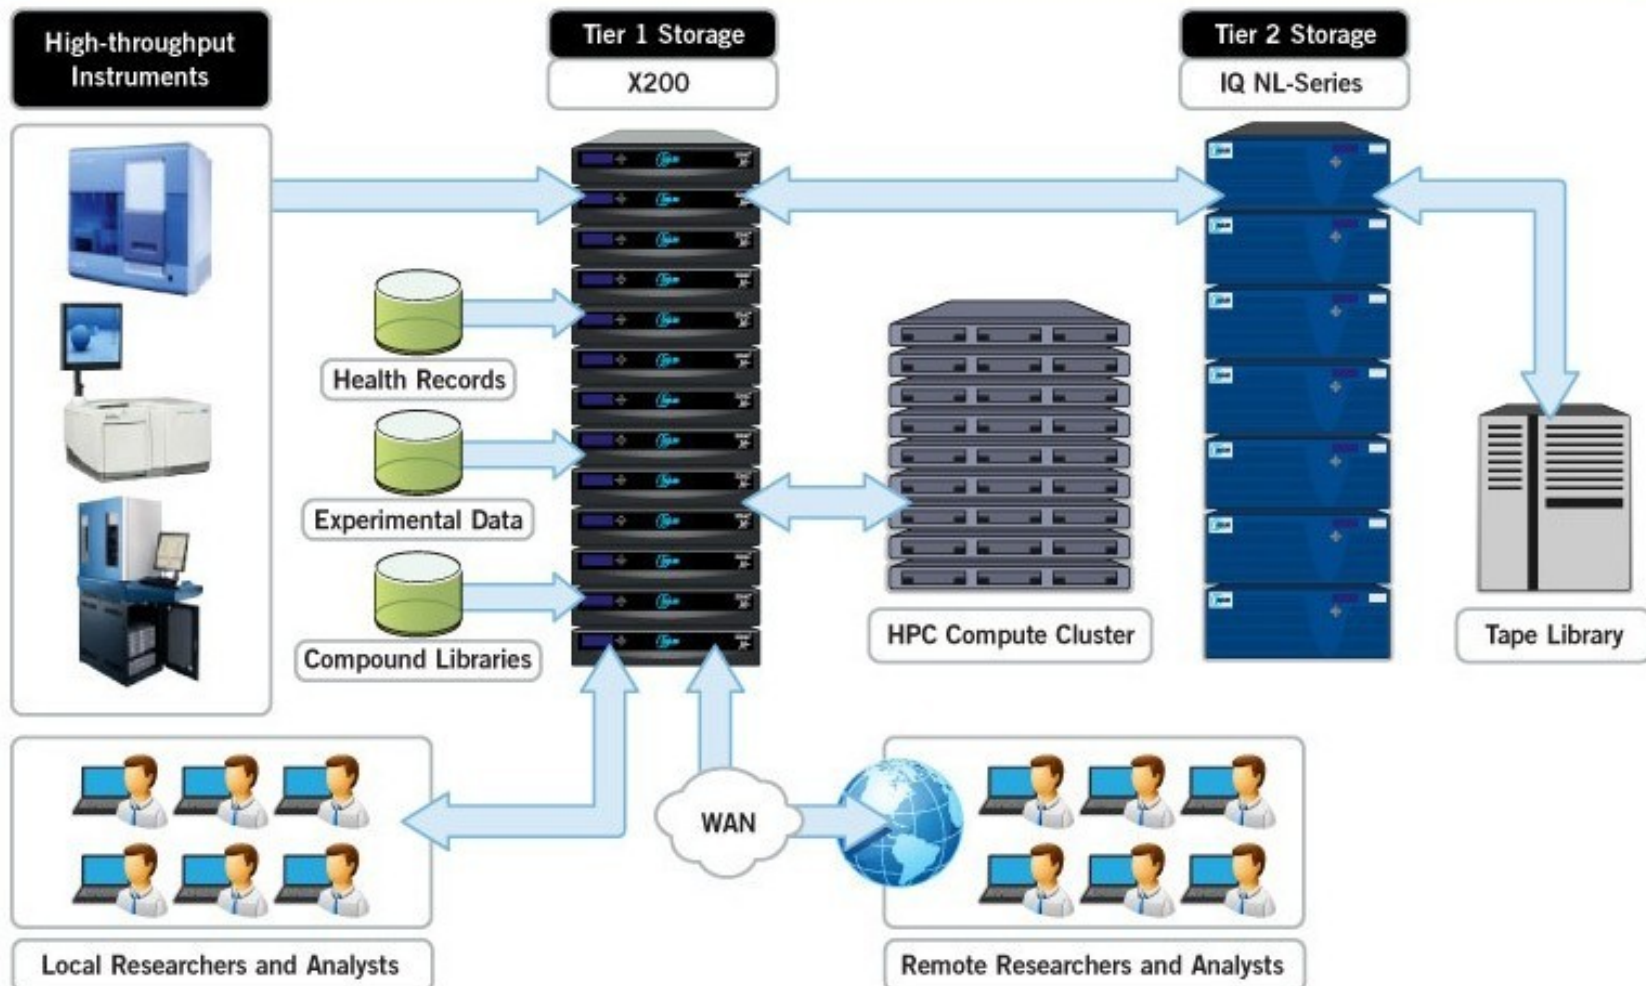 High-throughput
Instruments
Tier 1 Storage
X200
Tier 2 Storage
IQ NL-Series
Health Records
Experimental Data
Compound Libraries
HPC Compute Cluster
Tape Library
WAN
Local Researchers and Analysts
Remote Researchers and Analysts